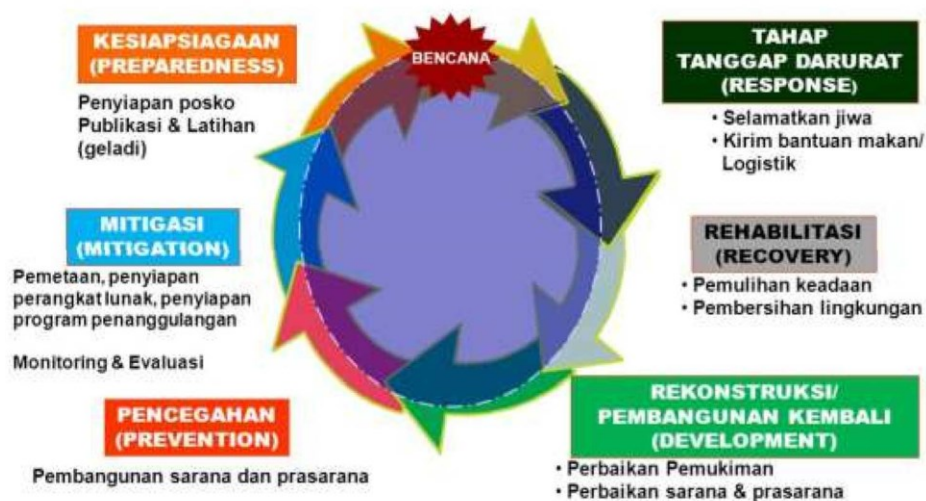 BENCANA
TAHAP
TANGGAP DARURAT
(RESPONSE)
• Selamatkan jiwa
• Kirim bantuan makan/
Logistik
REHABILITASI
(RECOVERY)
• Pemulihan keadaan
• Pembersihan lingkungan
REKONSTRUKSI/
PEMBANGUNAN KEMBALI
(DEVELOPMENT)
• Perbaikan Pemukiman
• Perbaikan sarana & prasarana
PENCEGAHAN
(PREVENTION)
Pembangunan sarana dan prasarana
MITIGASI
(MITIGATION)
Pemetaan, penyiapan
perangkat lunak, penyiapan
program penanggulangan
Monitoring & Evaluasi
KESIAPSIAGAAN
(PREPAREDNESS)
Penyiapan posko
Publikasi & Latihan
(geladi)